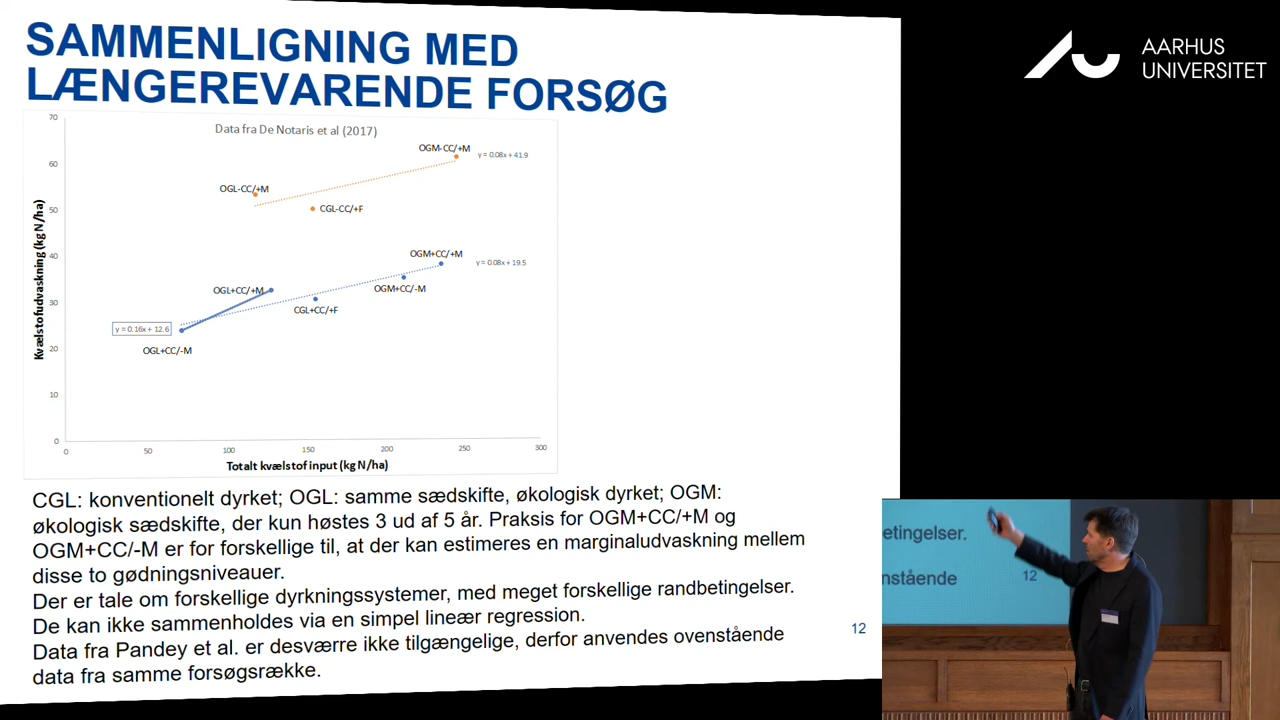 SAMMENLIGNING MED
LÆNGEREVARENDE FORSØG
AARHUS
UNIVERSITET
Data fra De Notaris et al (2017)
70
60
50
40
30
20
10
0
Kvælstofudvaskning (kg N/ha)
OGM-CC/+M
y = 0.08x + 41.9
OGL-CC/+M
CGL-CC/+F
OGM+CC/+M
y = 0.08x + 19.5
OGL+CC/+M
OGM+CC/-M
CGL+CC/+F
y = 0.16x + 12.6
OGL+CC/-M
0
50
100
150
200
250
300
Totalt kvælstof input (kg N/ha)
CGL: konventionelt dyrket; OGL: samme sædskifte, økologisk dyrket; OGM:
økologisk sædskifte, der kun høstes 3 ud af 5 år. Praksis for OGM+CC/+M og
OGM+CC/-M er for forskellige til, at der kan estimeres en marginaludvaskning mellem
disse to gødningsniveauer.
Der er tale om forskellige dyrkningssystemer, med meget forskellige randbetingelser.
De kan ikke sammenholdes via en simpel lineær regression.
Data fra Pandey et al. er desværre ikke tilgængelige, derfor anvendes ovenstående
data fra samme forsøgsrække.
12
etingelser.
nstående
12